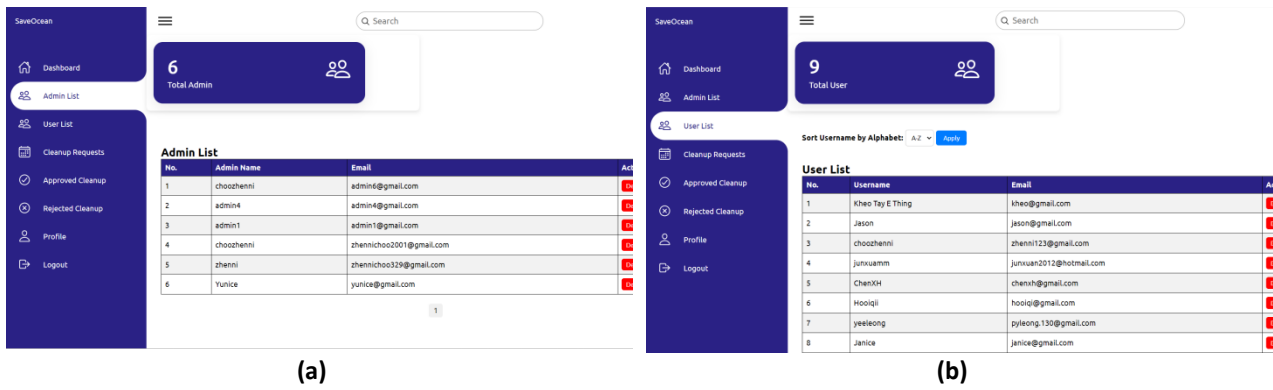 SaveOcean
Search
Dashboard
Admin List
User List
Cleanup Requests
Approved Cleanup
Rejected Cleanup
Profile
Logout
6
Total Admin
Admin List
No. Admin Name Email
1 choozhenni admin6@gmail.com
2 admin4 admin4@gmail.com
3 admin1 admin1@gmail.com
4 choozhenni zhennichoo2001@gmail.com
5 zhenni zhennichoo329@gmail.com
6 Yunice yunice@gmail.com
1
(a)
SaveOcean
Search
Dashboard
Admin List
User List
Cleanup Requests
Approved Cleanup
Rejected Cleanup
Profile
Logout
9
Total User
Sort Username by Alphabet: A-Z Apply
User List
No. Username Email
1 Kheo Tay E Thing kheo@gmail.com
2 Jason jason@gmail.com
3 choozhenni zhenni123@gmail.com
4 junxuamm junxuan2012@hotmail.com
5 ChenXH chenxh@gmail.com
6 Hooiqii hooiqi@gmail.com
7 yeeleong pyleong.130@gmail.com
8 Janice janice@gmail.com
(b)